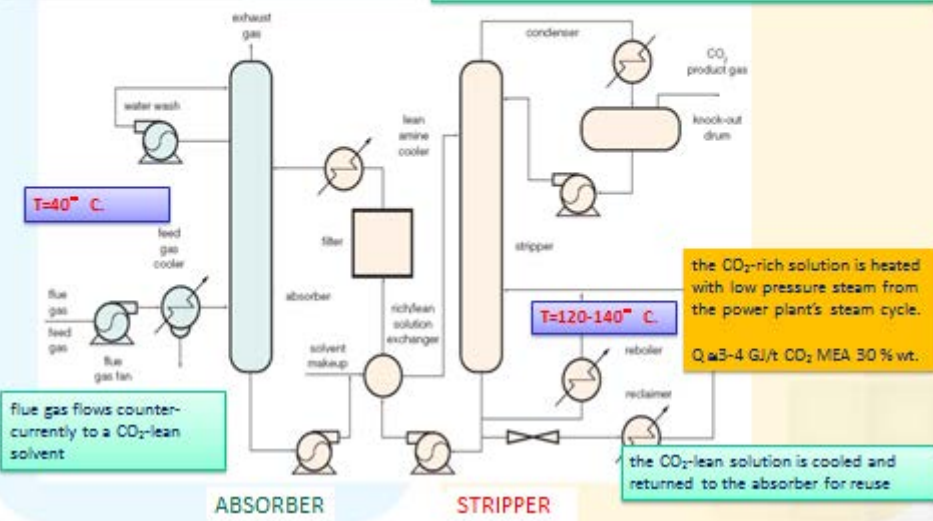 exhaust
gas
condenser
CO₂
product gas
water wash
lean
amine
cooler
knock-out
drum
T=40° C.
feed
gas
cooler
filter
stripper
the CO₂-rich solution is heated
with low pressure steam from
the power plant's steam cycle.
Q≅3-4 GJ/t CO₂ MEA 30 % wt.
flue
gas
feed
gas
absorber
rich/lean
solution
exchanger
T=120-140° C.
solvent
makeup
reboiler
flue
gas fan
reclaimer
flue gas flows counter-
currently to a CO₂-lean
solvent
the CO₂-lean solution is cooled and
returned to the absorber for reuse
ABSORBER
STRIPPER